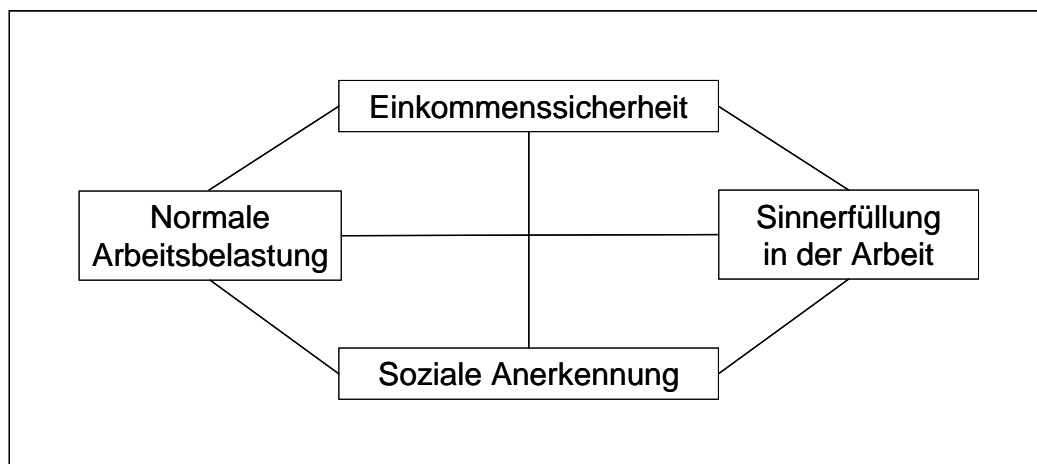 Einkommenssicherheit
Normale
Arbeitsbelastung
Sinnerfüllung
in der Arbeit
Soziale Anerkennung